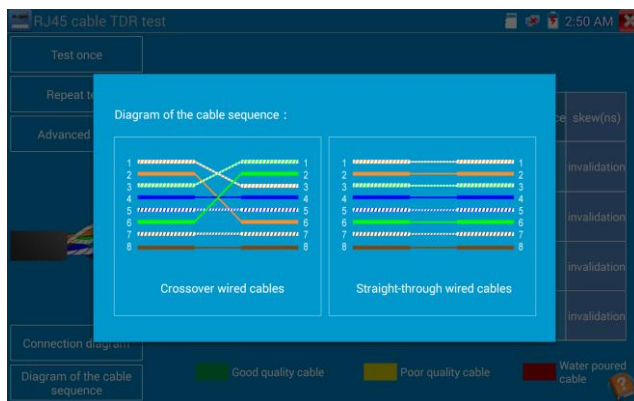 RJ45 cable TDR test
2:50 AM
Test once
Repeat te
Advanced
ce skew(ns)
invalidation
invalidation
invalidation
invalidation
Diagram of the cable sequence :
1 1
2 2
3 3
4 4
5 5
6 6
7 7
8 8
Crossover wired cables
1 1
2 2
3 3
4 4
5 5
6 6
7 7
8 8
Straight-through wired cables
Connection diagram
Diagram of the cable
sequence
Good quality cable
Poor quality cable
Water poured
cable